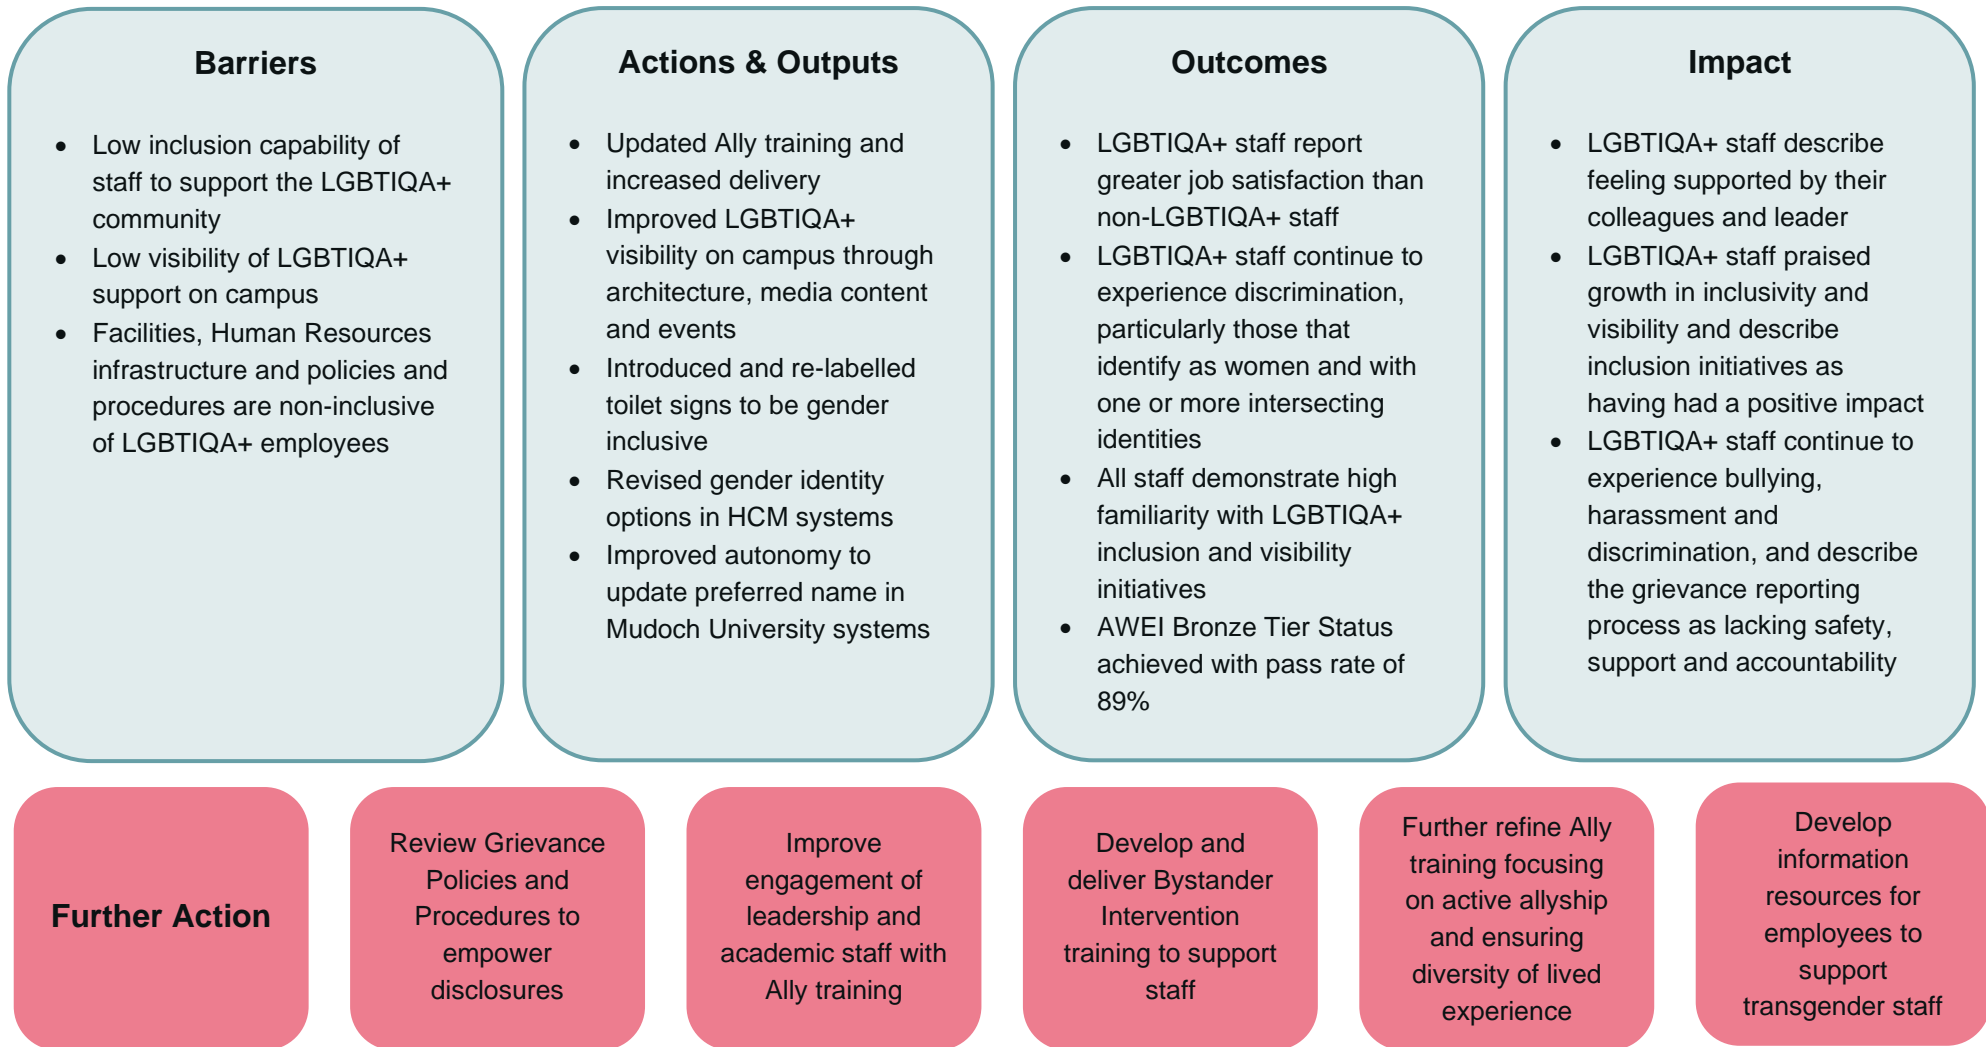 Barriers
• Low inclusion capability of
staff to support the LGBTIQA+
community
• Low visibility of LGBTIQA+
support on campus
• Facilities, Human Resources
infrastructure and policies and
procedures are non-inclusive
of LGBTIQA+ employees
Actions & Outputs
• Updated Ally training and
increased delivery
• Improved LGBTIQA+
visibility on campus through
architecture, media content
and events
• Introduced and re-labelled
toilet signs to be gender
inclusive
• Revised gender identity
options in HCM systems
• Improved autonomy to
update preferred name in
Mudoch University systems
Outcomes
• LGBTIQA+ staff report
greater job satisfaction than
non-LGBTIQA+ staff
• LGBTIQA+ staff continue to
experience discrimination,
particularly those that
identify as women and with
one or more intersecting
identities
• All staff demonstrate high
familiarity with LGBTIQA+
inclusion and visibility
initiatives
• AWEI Bronze Tier Status
achieved with pass rate of
89%
Impact
• LGBTIQA+ staff describe
feeling supported by their
colleagues and leader
• LGBTIQA+ staff praised
growth in inclusivity and
visibility and describe
inclusion initiatives as
having had a positive impact
• LGBTIQA+ staff continue to
experience bullying,
harassment and
discrimination, and describe
the grievance reporting
process as lacking safety,
support and accountability
Further Action
Review Grievance
Policies and
Procedures to
empower
disclosures
Improve
engagement of
leadership and
academic staff with
Ally training
Develop and
deliver Bystander
Intervention
training to support
staff
Further refine Ally
training focusing
on active allyship
and ensuring
diversity of lived
experience
Develop
information
resources for
employees to
support
transgender staff